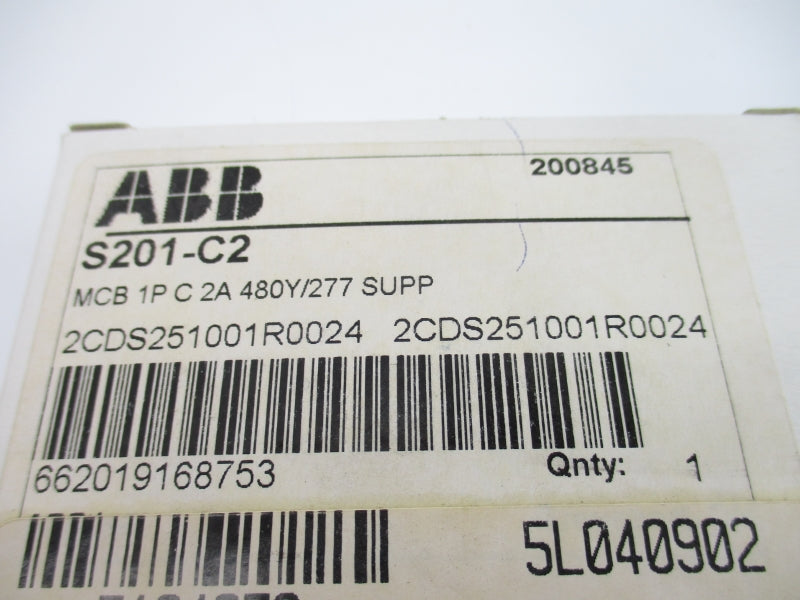 ABB
200845
S201-C2
MCB 1P C 2A 480Y/277 SUPP
2CDS251001R0024 2CDS251001R0024
662019168753
Qnty: 1
5L040902